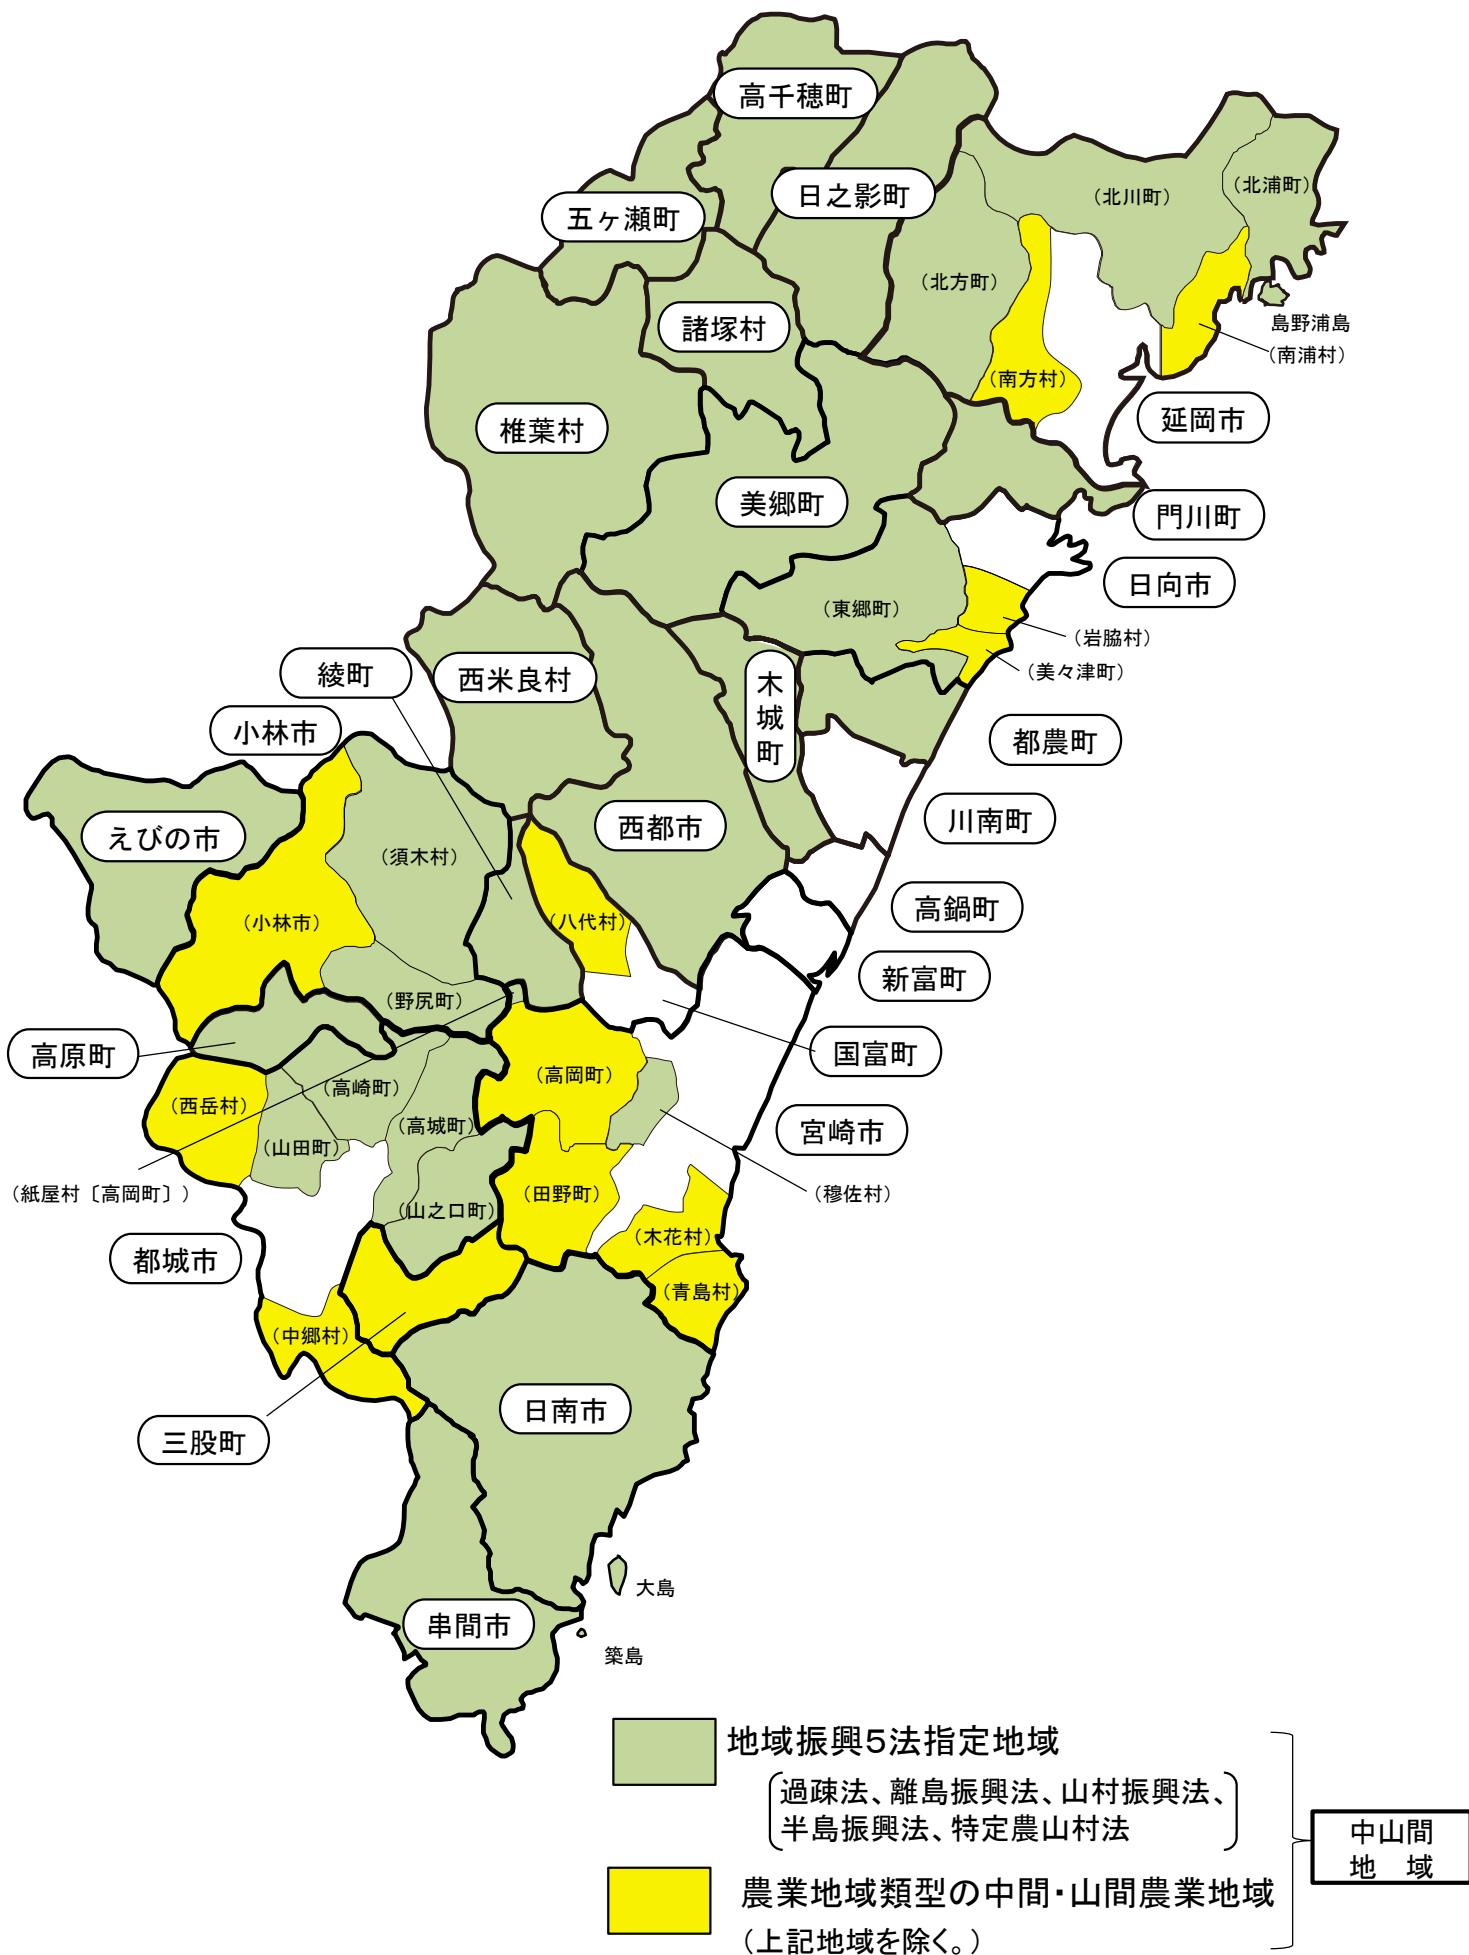 高千穂町
日之影町
五ヶ瀬町
(北川町)
(北浦町)
(北方町)
諸塚村
島野浦島
(南浦村)
(南方村)
延岡市
椎葉村
美郷町
門川町
日向市
(東郷町)
(岩脇村)
(美々津町)
綾町
西米良村
木城町
小林市
都農町
えびの市
西都市
川南町
(須木村)
(小林市)
(八代村)
高鍋町
新富町
(野尻町)
高原町
国富町
(高岡町)
(高崎町)
(西岳村)
(高城町)
宮崎市
(山田町)
(紙屋村〔高岡町〕)
(田野町)
(穆佐村)
(山之口町)
(木花村)
都城市
(青島村)
(中郷村)
日南市
三股町
大島
串間市
築島
地域振興5法指定地域
過疎法、離島振興法、山村振興法、
半島振興法、特定農山村法
中山間
地 域
農業地域類型の中間・山間農業地域
(上記地域を除く。)